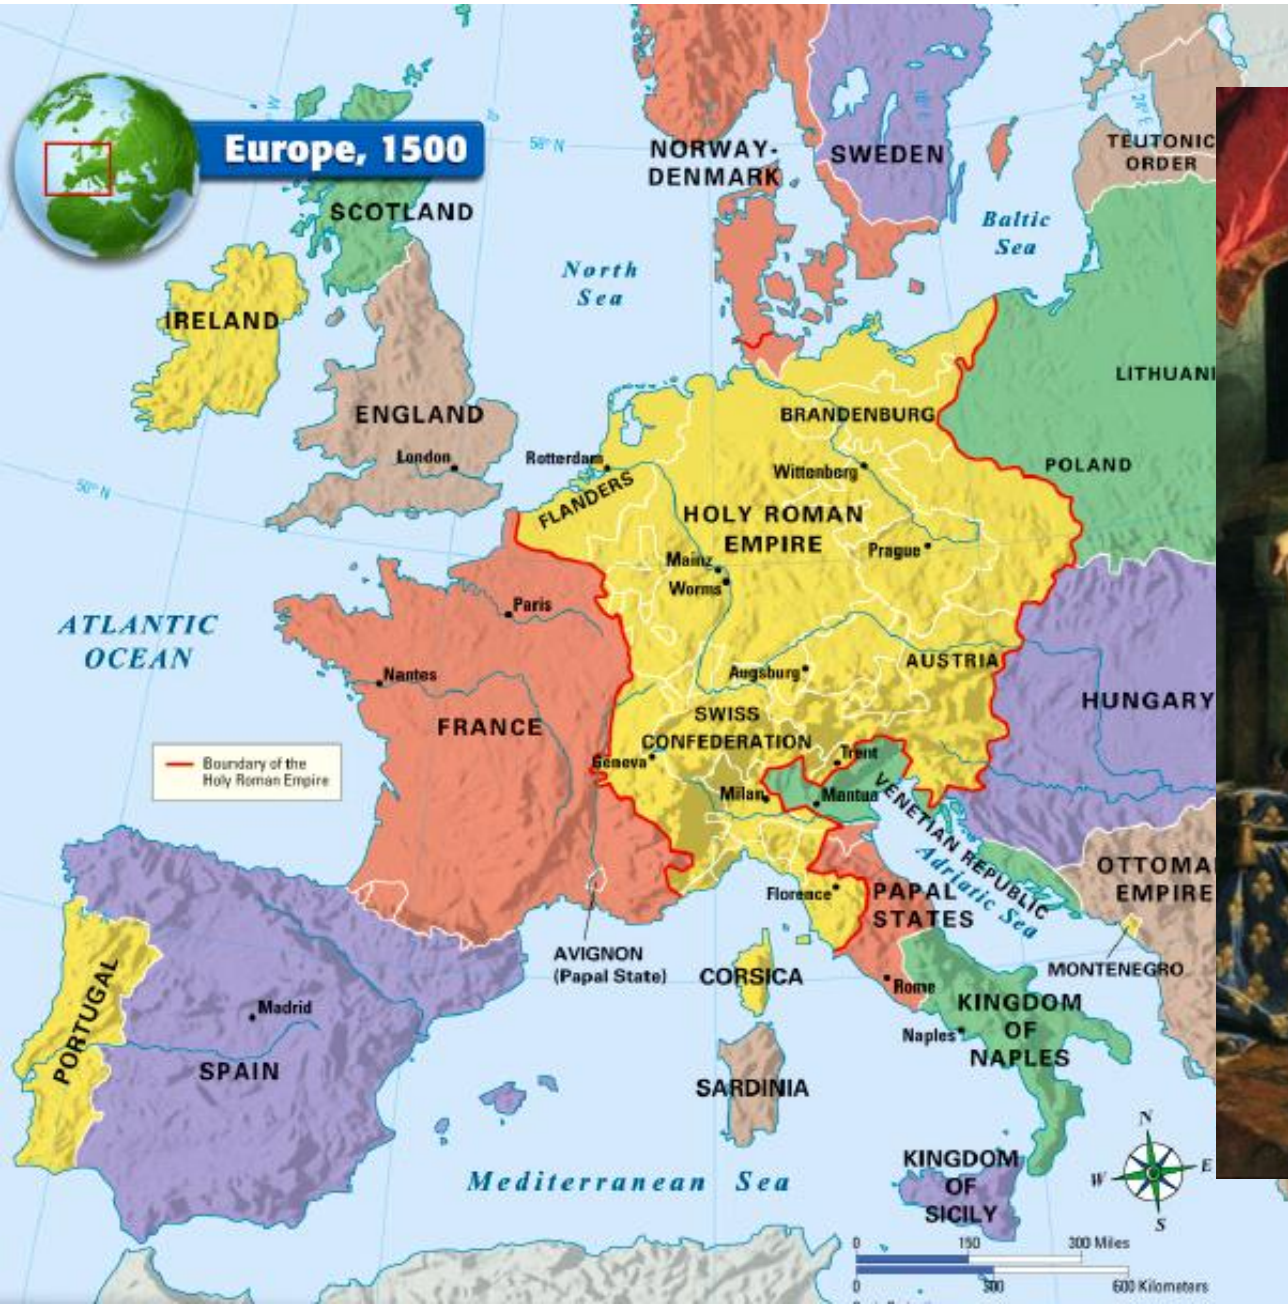 Europe, 1500
NORWAY-
DENMARK
SWEDEN
TEUTONIC
ORDER
SCOTLAND
Baltic
Sea
North
Sea
IRELAND
LITHUANI
ENGLAND
BRANDENBURG
London
Rotterdam
POLAND
Wittenberg
FLANDERS
HOLY ROMAN
EMPIRE
Prague
Mainz
Worms
Paris
ATLANTIC
OCEAN
AUSTRIA
Augsburg
Nantes
HUNGARY
SWISS
CONFEDERATION
FRANCE
Trent
Geneva
Boundary of the
Holy Roman Empire
Milan
Mantua
VENETIAN REPUBLIC
Adriatic Sea
OTTOMA
EMPIRE
Florence
PAPAL
STATES
AVIGNON
(Papal State)
CORSICA
MONTENEGRO
Rome
PORTUGAL
Madrid
KINGDOM
OF
NAPLES
Naples
SPAIN
SARDINIA
KINGDOM
OF
SICILY
Mediterranean Sea
N
W
E
S
0
150
300 Miles
0
300
600 Kilometers
58° N
50° N
0°